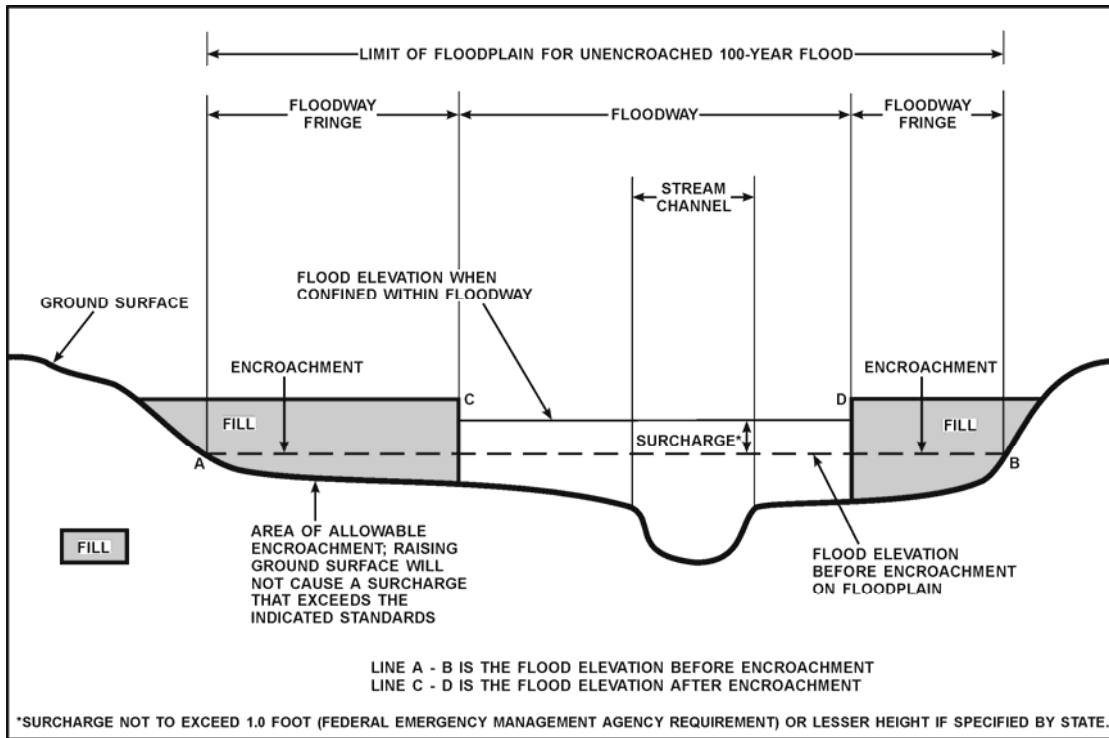 LIMIT OF FLOODPLAIN FOR UNENCROACHED 100-YEAR FLOOD
FLOODWAY
FRINGE
FLOODWAY
FLOODWAY
FRINGE
STREAM
CHANNEL
FLOOD ELEVATION WHEN
CONFINED WITHIN FLOODWAY
GROUND SURFACE
ENCROACHMENT
ENCROACHMENT
C
D
FILL
FILL
SURCHARGE*
A
B
AREA OF ALLOWABLE
ENCROACHMENT; RAISING
GROUND SURFACE WILL
NOT CAUSE A SURCHARGE
THAT EXCEEDS THE
INDICATED STANDARDS
FILL
FLOOD ELEVATION
BEFORE ENCROACHMENT
ON FLOODPLAIN
LINE A - B IS THE FLOOD ELEVATION BEFORE ENCROACHMENT
LINE C - D IS THE FLOOD ELEVATION AFTER ENCROACHMENT
*SURCHARGE NOT TO EXCEED 1.0 FOOT (FEDERAL EMERGENCY MANAGEMENT AGENCY REQUIREMENT) OR LESSER HEIGHT IF SPECIFIED BY STATE.